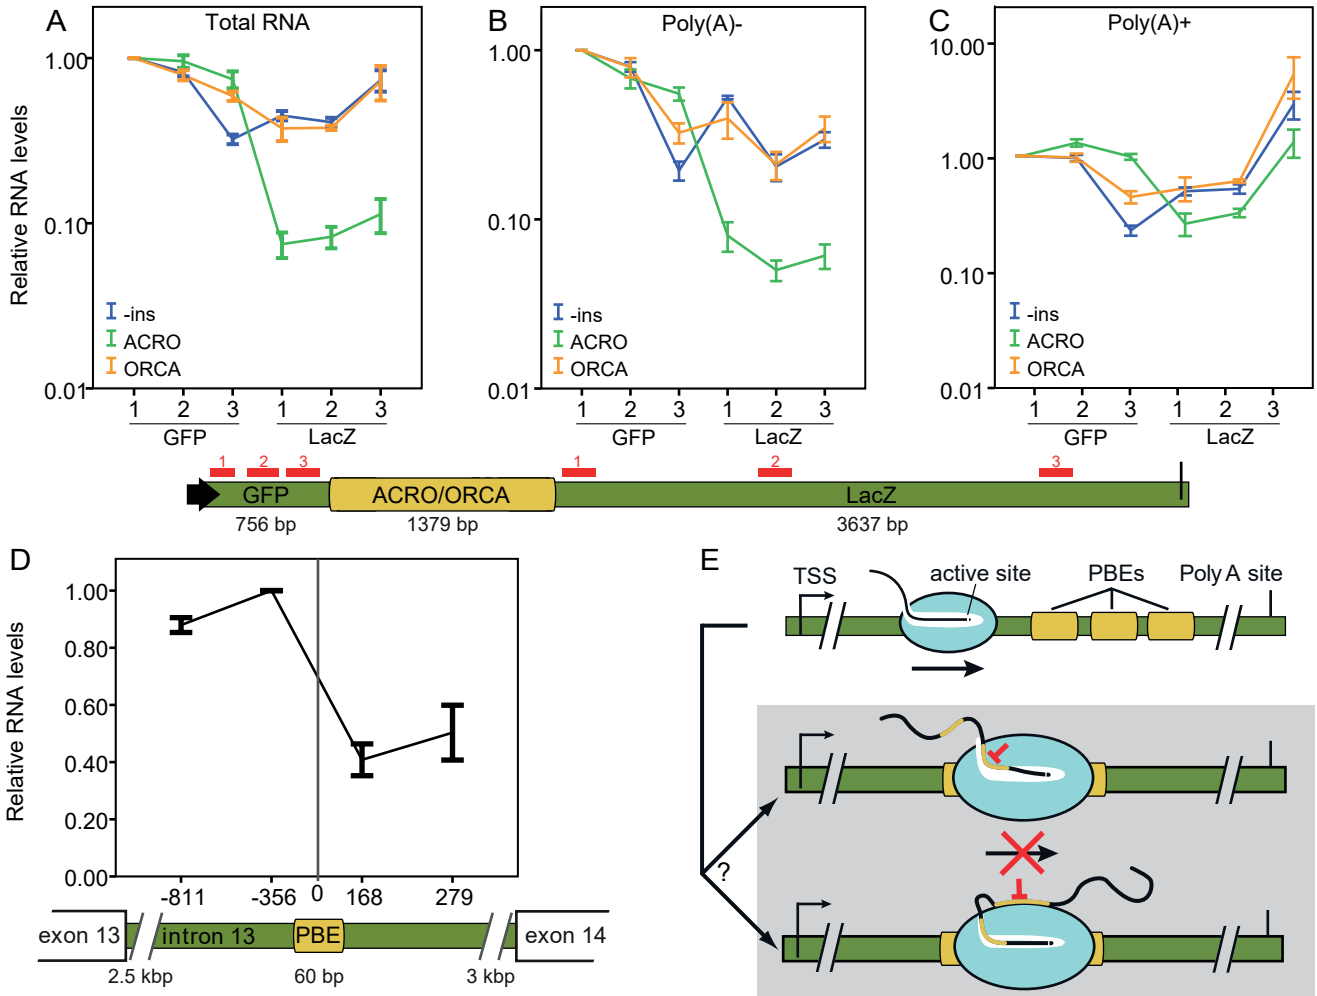 A
Total RNA
Relative RNA levels
1.00
0.10
0.01
-ins
ACRO
ORCA
1 2 3 1 2 3
GFP LacZ
B
Poly(A)-
1.00
0.10
0.01
-ins
ACRO
ORCA
1 2 3 1 2 3
GFP LacZ
C
Poly(A)+
10.00
1.00
0.10
0.01
-ins
ACRO
ORCA
1 2 3 1 2 3
GFP LacZ
1 2 3 1 2 3
GFP ACRO/ORCA LacZ
756 bp 1379 bp 3637 bp
D
Relative RNA levels
1.00
0.80
0.60
0.40
0.20
0.00
-811 -356 0 168 279
exon 13 intron 13 PBE exon 14
2.5 kbp 60 bp 3 kbp
E
TSS active site PBEs Poly A site
?